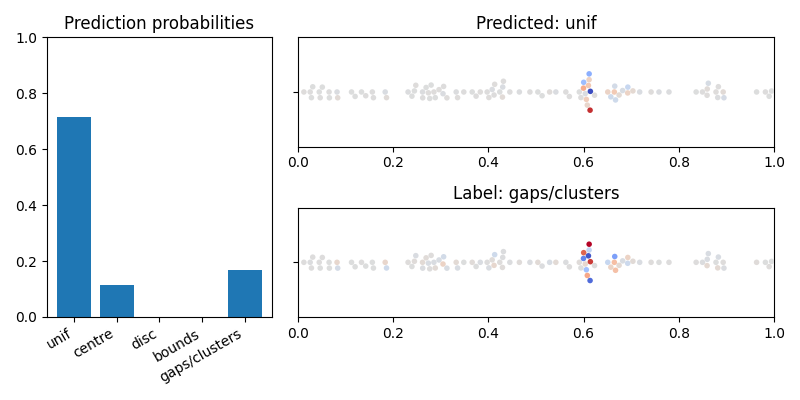 Prediction probabilities
1.0
0.8
0.6
0.4
0.2
0.0
unif
centre
disc
bounds
gaps/clusters
Predicted: unif
0.0 0.2 0.4 0.6 0.8 1.0
Label: gaps/clusters
0.0 0.2 0.4 0.6 0.8 1.0